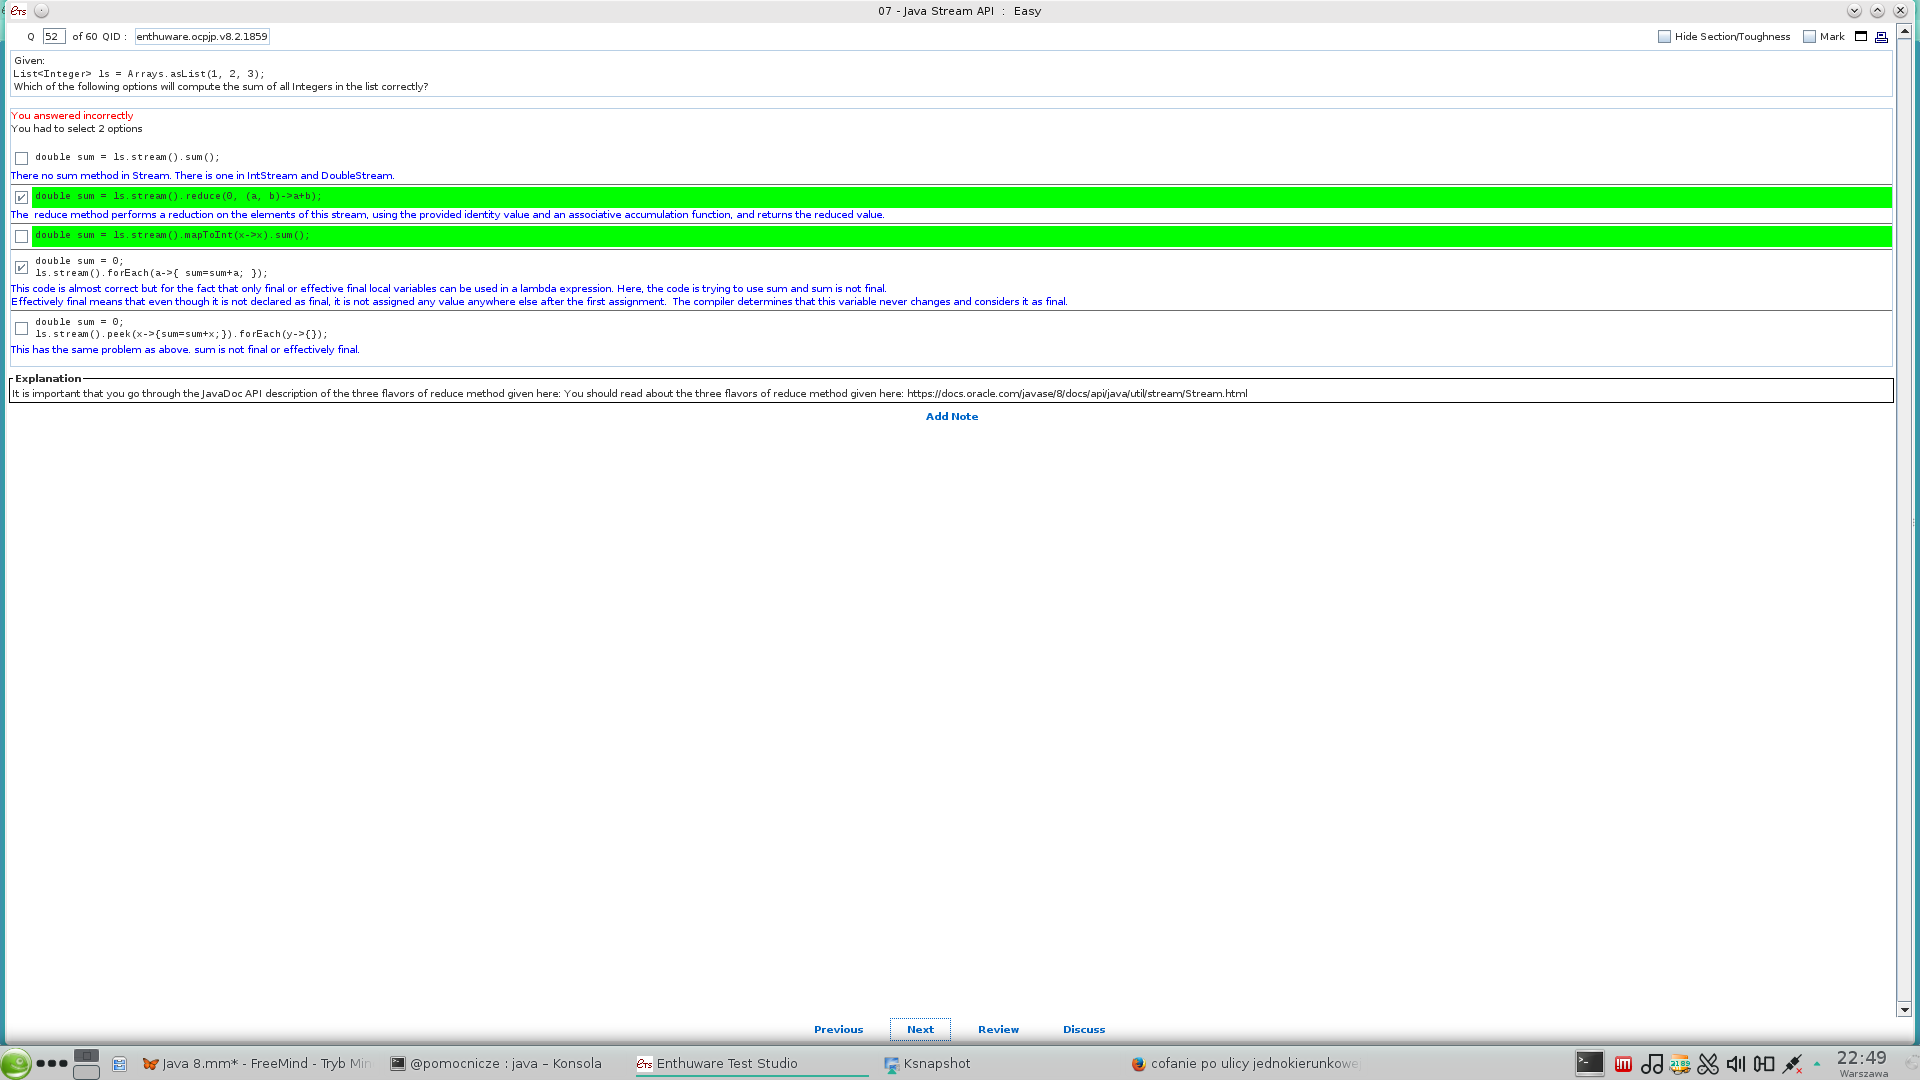 07 - Java Stream API : Easy
Q 52 of 60 QID : enthuware.ocpjp.v8.2.1859
Hide Section/Toughness Mark
Given:
List<Integer> ls = Arrays.asList(1, 2, 3);
Which of the following options will compute the sum of all Integers in the list correctly?
You answered incorrectly
You had to select 2 options
double sum = ls.stream().sum();
There no sum method in Stream. There is one in IntStream and DoubleStream.
double sum = ls.stream().reduce(0, (a, b)->a+b);
The reduce method performs a reduction on the elements of this stream, using the provided identity value and an associative accumulation function, and returns the reduced value.
double sum = ls.stream().mapToInt(x->x).sum();
double sum = 0;
ls.stream().forEach(a->{ sum=sum+a; });
This code is almost correct but for the fact that only final or effective final local variables can be used in a lambda expression. Here, the code is trying to use sum and sum is not final.
Effectively final means that even though it is not declared as final, it is not assigned any value anywhere else after the first assignment. The compiler determines that this variable never changes and considers it as final.
double sum = 0;
ls.stream().peek(x->{sum=sum+x;}).forEach(y->{});
This has the same problem as above. sum is not final or effectively final.
Explanation
It is important that you go through the JavaDoc API description of the three flavors of reduce method given here: You should read about the three flavors of reduce method given here: https://docs.oracle.com/javase/8/docs/api/java/util/stream/Stream.html
Add Note
Previous Next Review Discuss
Java 8.mm* - FreeMind - Tryb Min
@pomocnicze : java – Konsola
Enthuware Test Studio
Ksnapshot
cofanie po ulicy jednokierunkowe
22:49
Warszawa